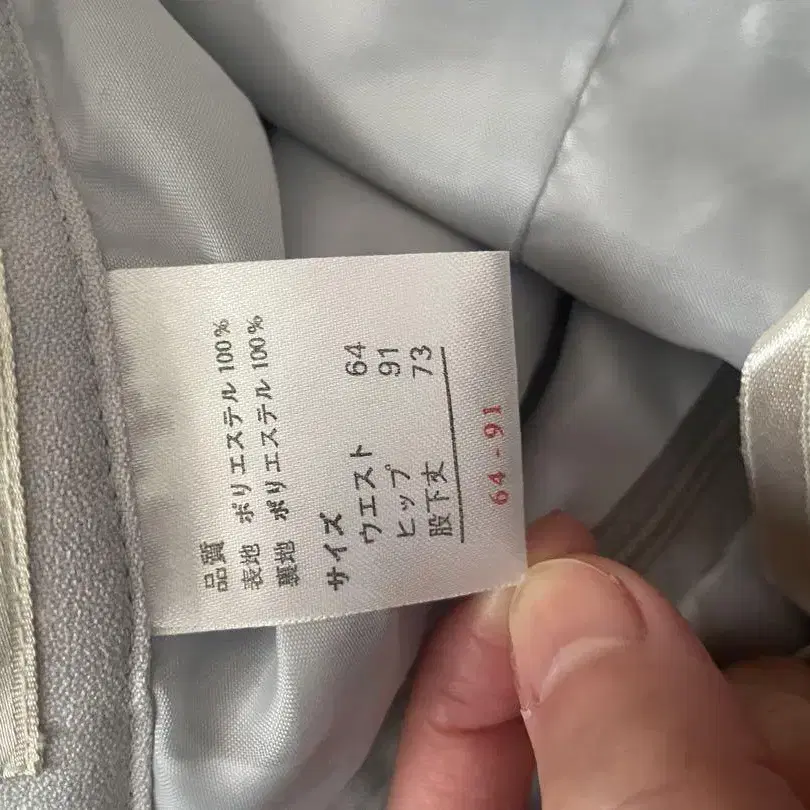 品質
表地 ポリエステル 100%
裏地 ポリエステル 100%
サイズ
ウエスト 64
ヒップ 91
股下丈 73
64-91